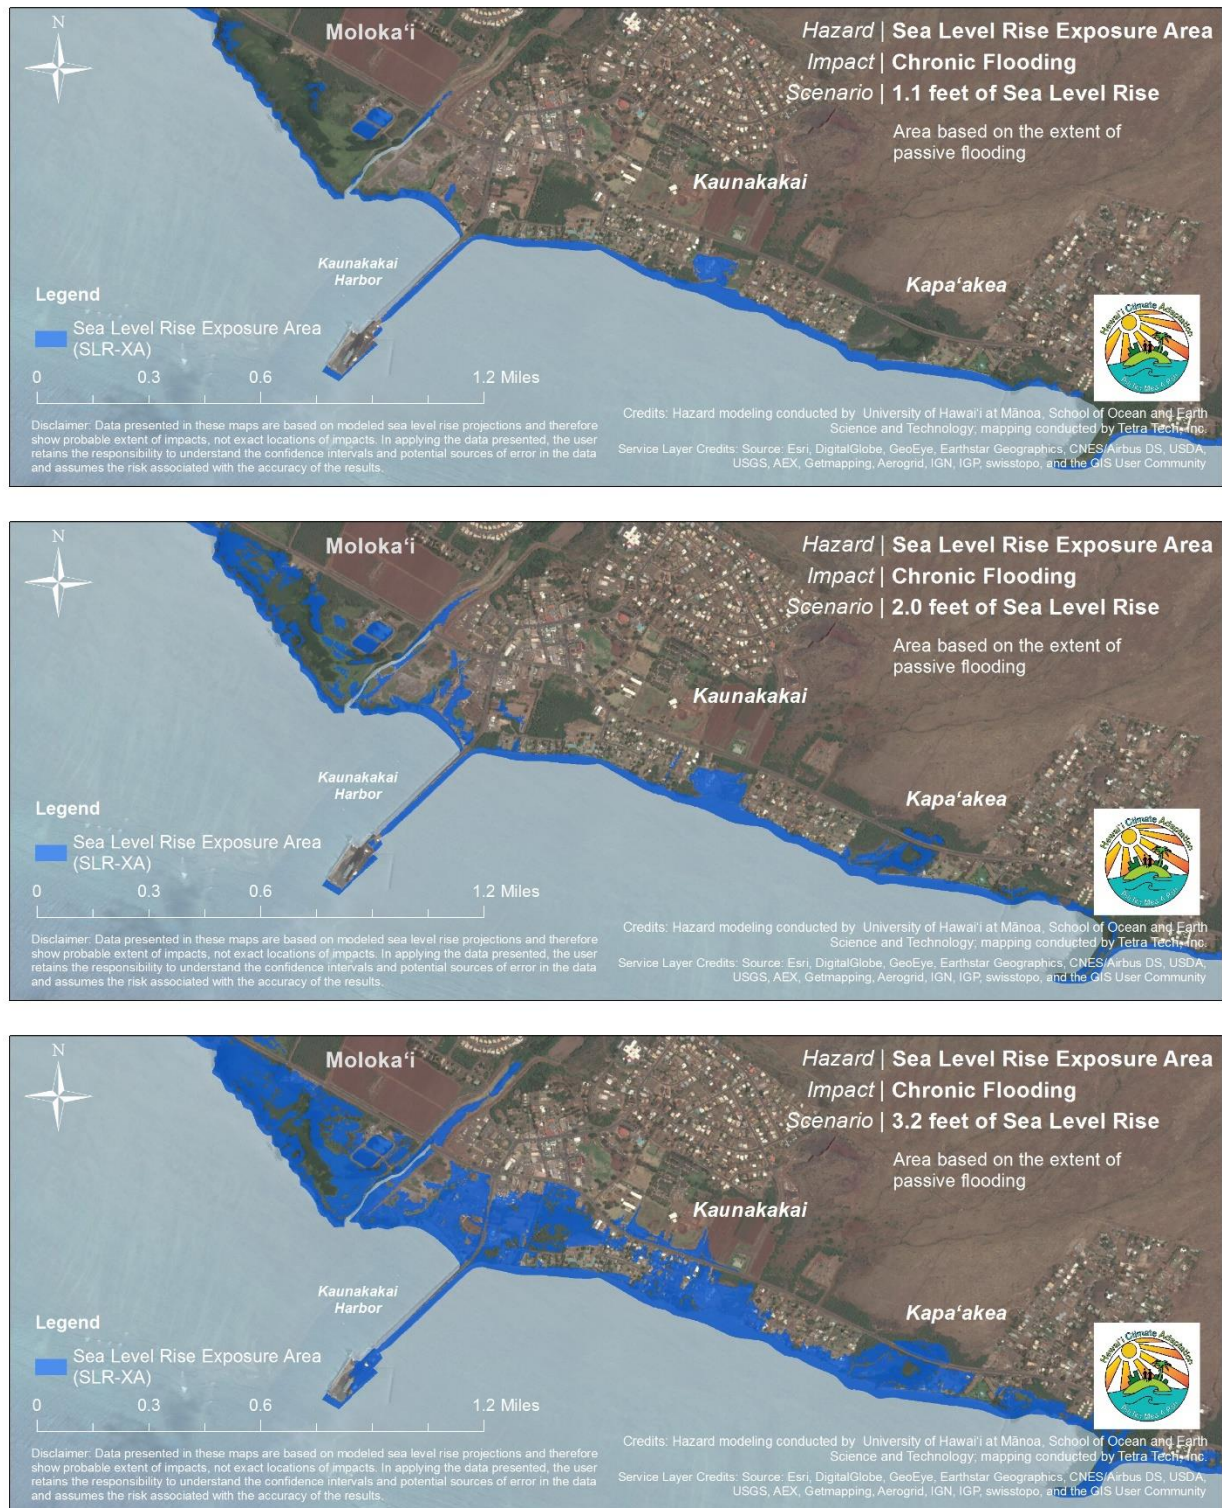 N
Moloka‘i
Hazard | Sea Level Rise Exposure Area
Impact | Chronic Flooding
Scenario | 1.1 feet of Sea Level Rise
Area based on the extent of
passive flooding
Kaunakakai
Kaunakakai
Harbor
Kapa‘akea
Legend
Sea Level Rise Exposure Area
(SLR-XA)
0 0.3 0.6 1.2 Miles
Hawai‘i Climate Adaptation
Disclaimer: Data presented in these maps are based on modeled sea level rise projections and therefore
show probable extent of impacts, not exact locations of impacts. In applying the data presented, the user
retains the responsibility to understand the confidence intervals and potential sources of error in the data
and assumes the risk associated with the accuracy of the results.
Credits: Hazard modeling conducted by University of Hawai‘i at Mānoa, School of Ocean and Earth
Science and Technology; mapping conducted by Tetra Tech, Inc.
Service Layer Credits: Source: Esri, DigitalGlobe, GeoEye, Earthstar Geographics, CNES/Airbus DS, USDA,
USGS, AEX, Getmapping, Aerogrid, IGN, IGP, swisstopo, and the GIS User Community
N
Moloka‘i
Hazard | Sea Level Rise Exposure Area
Impact | Chronic Flooding
Scenario | 2.0 feet of Sea Level Rise
Area based on the extent of
passive flooding
Kaunakakai
Kaunakakai
Harbor
Kapa‘akea
Legend
Sea Level Rise Exposure Area
(SLR-XA)
0 0.3 0.6 1.2 Miles
Hawai‘i Climate Adaptation
Disclaimer: Data presented in these maps are based on modeled sea level rise projections and therefore
show probable extent of impacts, not exact locations of impacts. In applying the data presented, the user
retains the responsibility to understand the confidence intervals and potential sources of error in the data
and assumes the risk associated with the accuracy of the results.
Credits: Hazard modeling conducted by University of Hawai‘i at Mānoa, School of Ocean and Earth
Science and Technology; mapping conducted by Tetra Tech, Inc.
Service Layer Credits: Source: Esri, DigitalGlobe, GeoEye, Earthstar Geographics, CNES/Airbus DS, USDA,
USGS, AEX, Getmapping, Aerogrid, IGN, IGP, swisstopo, and the GIS User Community
N
Moloka‘i
Hazard | Sea Level Rise Exposure Area
Impact | Chronic Flooding
Scenario | 3.2 feet of Sea Level Rise
Area based on the extent of
passive flooding
Kaunakakai
Kaunakakai
Harbor
Kapa‘akea
Legend
Sea Level Rise Exposure Area
(SLR-XA)
0 0.3 0.6 1.2 Miles
Hawai‘i Climate Adaptation
Disclaimer: Data presented in these maps are based on modeled sea level rise projections and therefore
show probable extent of impacts, not exact locations of impacts. In applying the data presented, the user
retains the responsibility to understand the confidence intervals and potential sources of error in the data
and assumes the risk associated with the accuracy of the results.
Credits: Hazard modeling conducted by University of Hawai‘i at Mānoa, School of Ocean and Earth
Science and Technology; mapping conducted by Tetra Tech, Inc.
Service Layer Credits: Source: Esri, DigitalGlobe, GeoEye, Earthstar Geographics, CNES/Airbus DS, USDA,
USGS, AEX, Getmapping, Aerogrid, IGN, IGP, swisstopo, and the GIS User Community